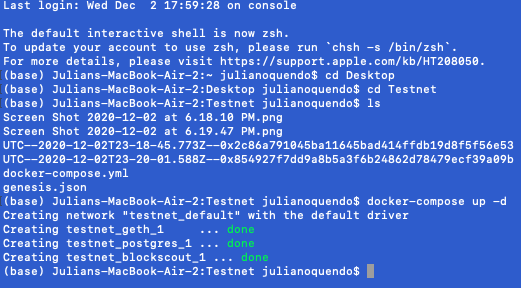 Last login: Wed Dec  2 17:59:28 on console
The default interactive shell is now zsh.
To update your account to use zsh, please run `chsh -s /bin/zsh`.
For more details, please visit https://support.apple.com/kb/HT208050.
(base) Julians-MacBook-Air-2:~ julianoquendo$ cd Desktop
(base) Julians-MacBook-Air-2:Desktop julianoquendo$ cd Testnet
(base) Julians-MacBook-Air-2:Testnet julianoquendo$ ls
Screen Shot 2020-12-02 at 6.18.10 PM.png
Screen Shot 2020-12-02 at 6.19.47 PM.png
UTC--2020-12-02T23-18-45.773Z--0x2c86a791045ba11645bad414ffdb19d8f5f56e53
UTC--2020-12-02T23-20-01.588Z--0x854927f7dd9a8b5a3f6b24862d78479ecf39a09b
docker-compose.yml
genesis.json
(base) Julians-MacBook-Air-2:Testnet julianoquendo$ docker-compose up -d
Creating network "testnet_default" with the default driver
Creating testnet_geth_1     ... done
Creating testnet_postgres_1 ... done
Creating testnet_blockscout_1 ... done
(base) Julians-MacBook-Air-2:Testnet julianoquendo$